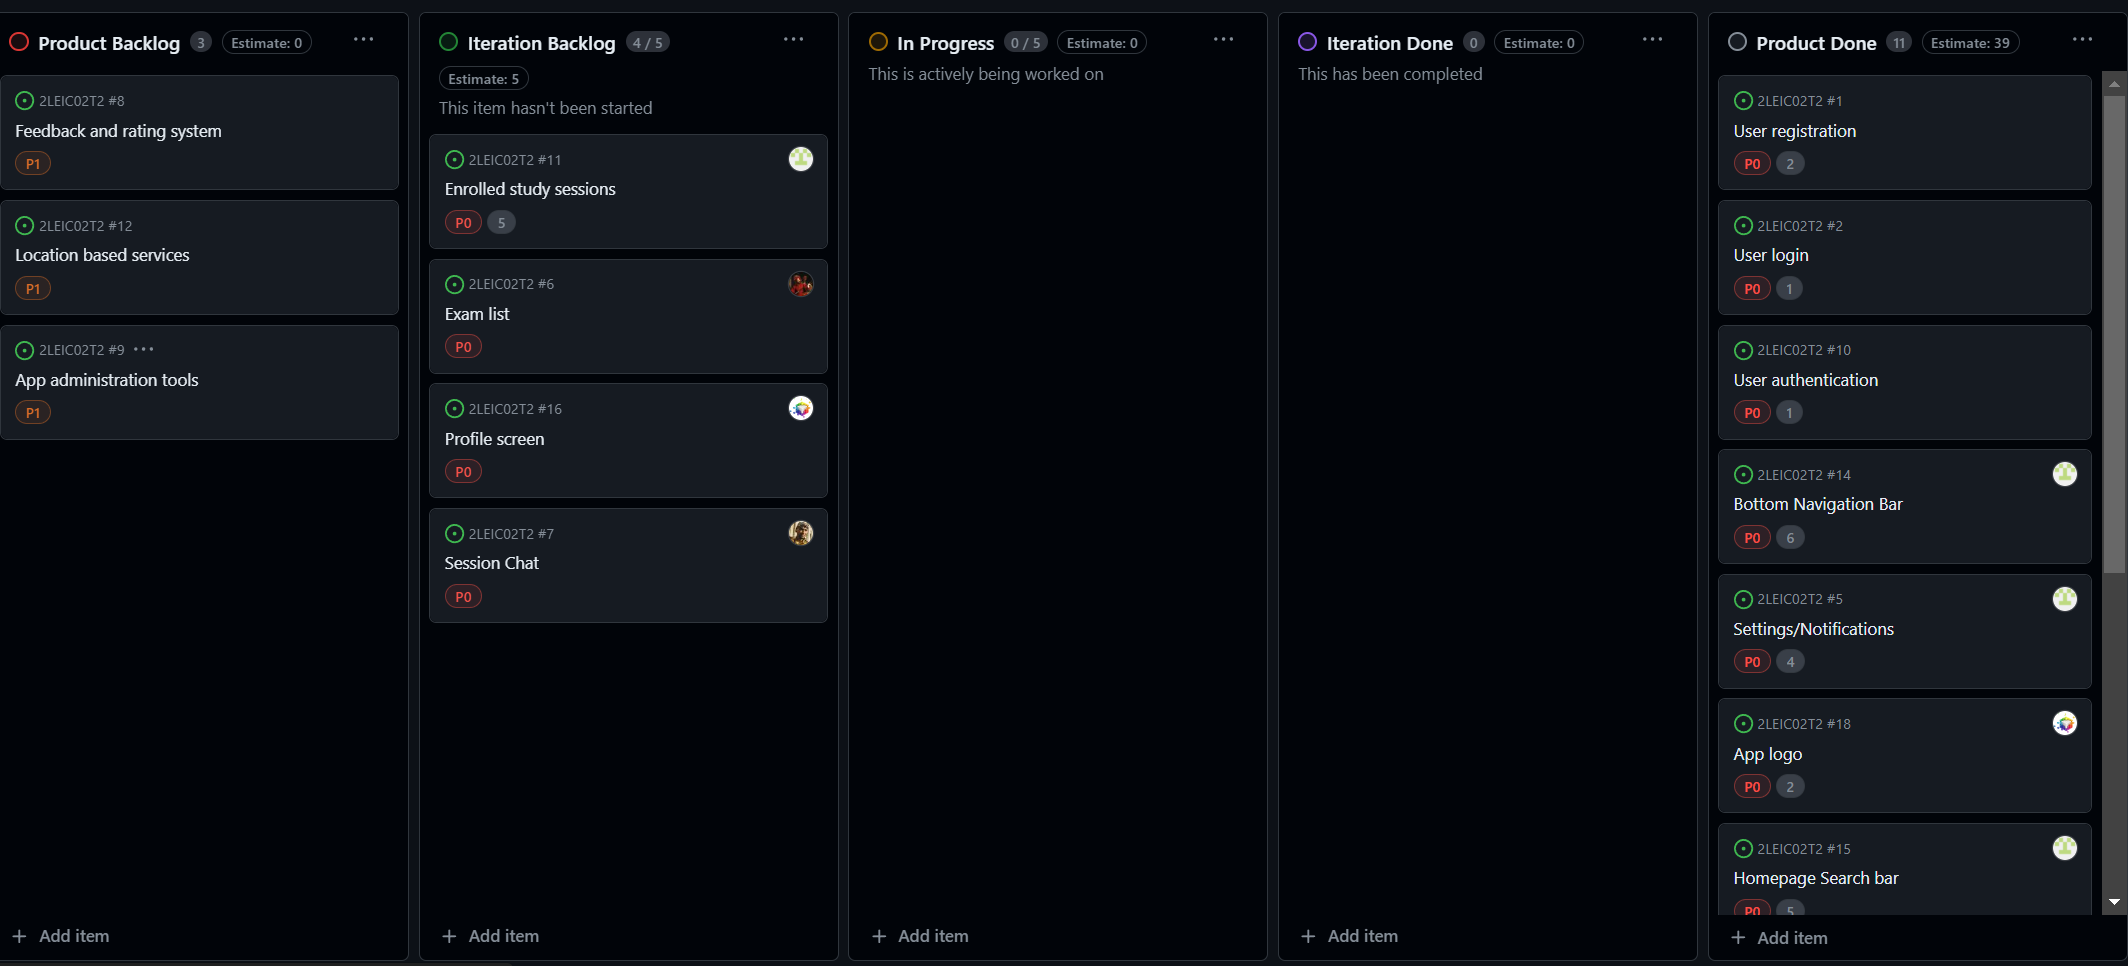 Product Backlog 3 Estimate: 0
2LEIC02T2 #8
Feedback and rating system
P1
2LEIC02T2 #12
Location based services
P1
2LEIC02T2 #9
App administration tools
P1
+ Add item
Iteration Backlog 4 / 5
Estimate: 5
This item hasn't been started
2LEIC02T2 #11
Enrolled study sessions
P0 5
2LEIC02T2 #6
Exam list
P0
2LEIC02T2 #16
Profile screen
P0
2LEIC02T2 #7
Session Chat
P0
+ Add item
In Progress 0 / 5 Estimate: 0
This is actively being worked on
+ Add item
Iteration Done 0 Estimate: 0
This has been completed
+ Add item
Product Done 11 Estimate: 39
2LEIC02T2 #1
User registration
P0 2
2LEIC02T2 #2
User login
P0 1
2LEIC02T2 #10
User authentication
P0 1
2LEIC02T2 #14
Bottom Navigation Bar
P0 6
2LEIC02T2 #5
Settings/Notifications
P0 4
2LEIC02T2 #18
App logo
P0 2
2LEIC02T2 #15
Homepage Search bar
P0 5
+ Add item